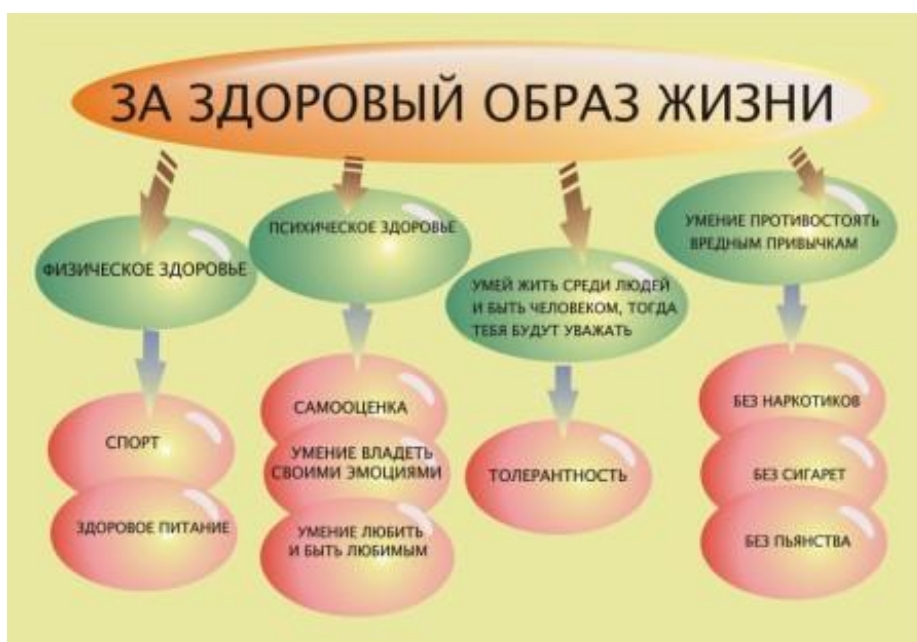 ЗА ЗДОРОВЫЙ ОБРАЗ ЖИЗНИ
ФИЗИЧЕСКОЕ ЗДОРОВЬЕ
СПОРТ
ЗДОРОВОЕ ПИТАНИЕ
ПСИХИЧЕСКОЕ ЗДОРОВЬЕ
САМООЦЕНКА
УМЕНИЕ ВЛАДЕТЬ
СВОИМИ ЭМОЦИЯМИ
УМЕНИЕ ЛЮБИТЬ
И БЫТЬ ЛЮБИМЫМ
УМЕЙ ЖИТЬ СРЕДИ ЛЮДЕЙ
И БЫТЬ ЧЕЛОВЕКОМ, ТОГДА
ТЕБЯ БУДУТ УВАЖАТЬ
ТОЛЕРАНТНОСТЬ
УМЕНИЕ ПРОТИВОСТОЯТЬ
ВРЕДНЫМ ПРИВЫЧКАМ
БЕЗ НАРКОТИКОВ
БЕЗ СИГАРЕТ
БЕЗ ПЬЯНСТВА